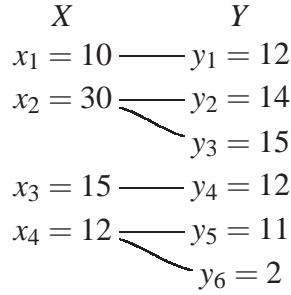 X Y
x₁ = 10 y₁ = 12
x₂ = 30 y₂ = 14
y₃ = 15
x₃ = 15 y₄ = 12
x₄ = 12 y₅ = 11
y₆ = 2